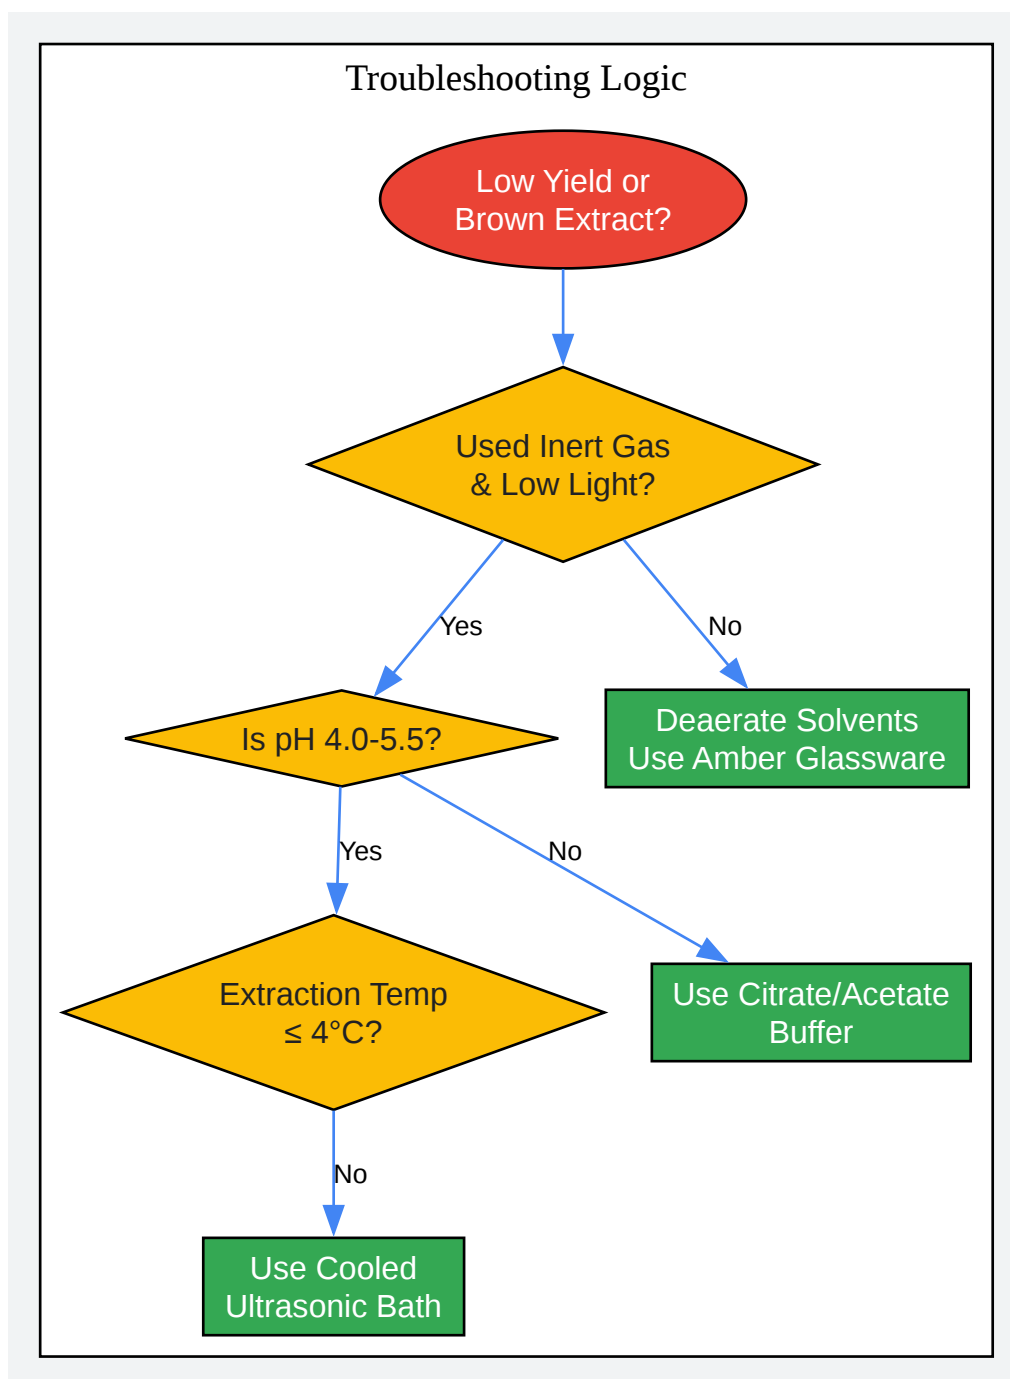 Troubleshooting Logic
Low Yield or
Brown Extract?
Used Inert Gas
& Low Light?
Yes
No
Is pH 4.0-5.5?
Deaerate Solvents
Use Amber Glassware
Yes
No
Extraction Temp
≤ 4°C?
Use Citrate/Acetate
Buffer
No
Use Cooled
Ultrasonic Bath